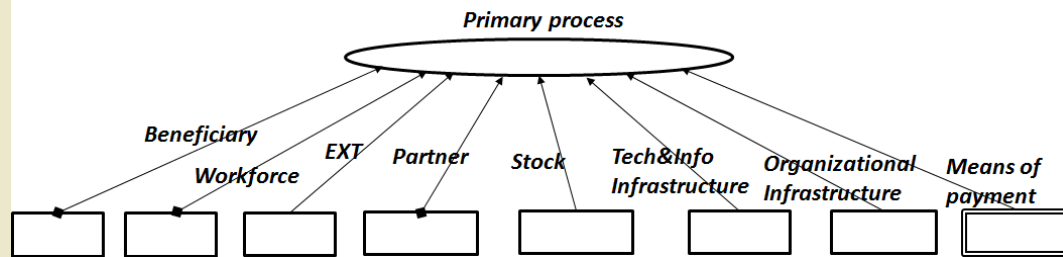 Primary process
Beneficiary
Workforce
EXT
Partner
Stock
Tech&Info
Infrastructure
Organizational
Infrastructure
Means of
payment